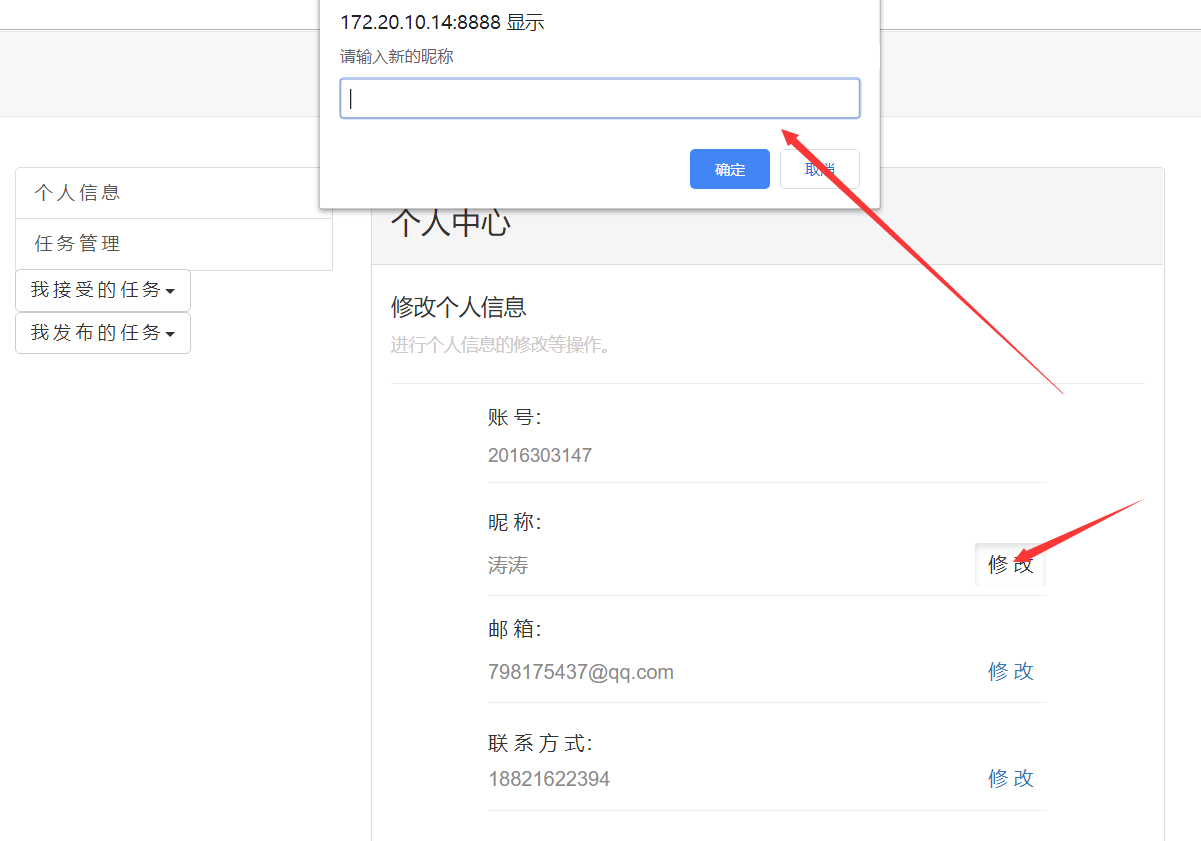 172.20.10.14:8888 显示
请输入新的昵称
确定
取消
个人信息
任务管理
我接受的任务
我发布的任务
个人中心
修改个人信息
进行个人信息的修改等操作。
账 号：
2016303147
昵 称：
涛涛
修 改
邮 箱：
798175437@qq.com
修 改
联 系 方 式：
18821622394
修 改